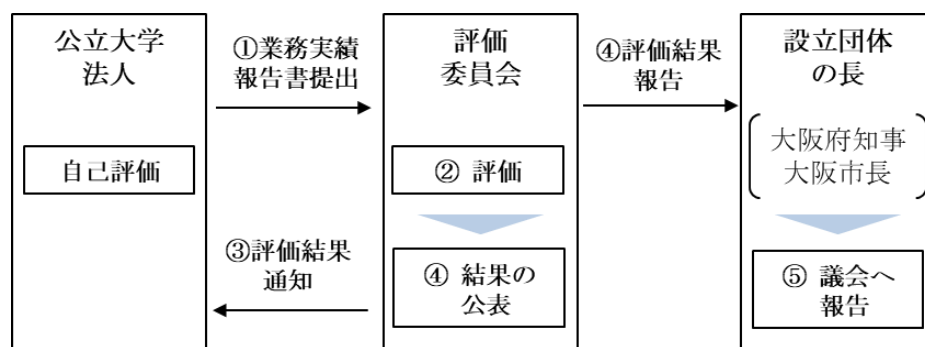 公立大学
法人
自己評価
①業務実績
報告書提出
③評価結果
通知
評価
委員会
② 評価
④ 結果の
公表
④評価結果
報告
設立団体
の長
大阪府知事
大阪市長
⑤ 議会へ
報告